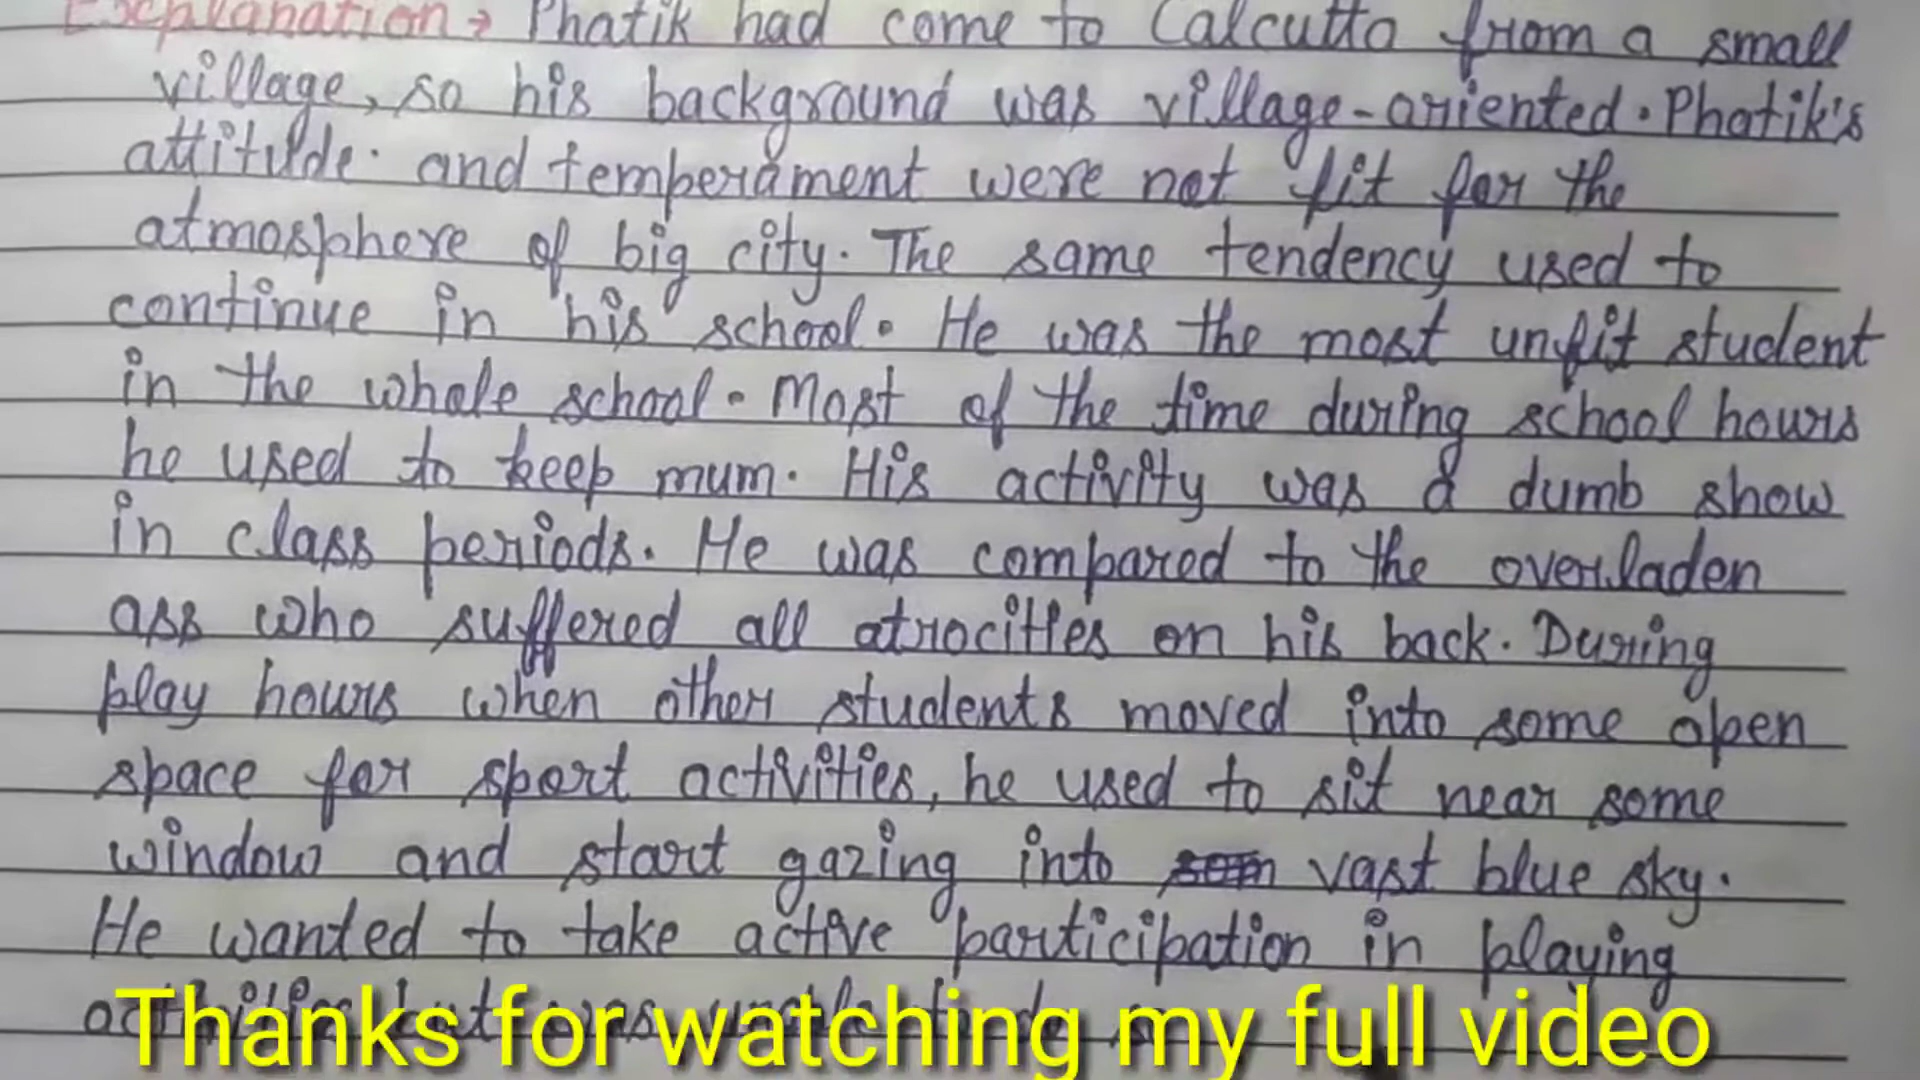 Explanation → Phatik had come to Calcutta from a small
village, so his background was village-oriented. Phatik's
attitude. and temperament were not fit for the
atmosphere of big city. The same tendency used to
continue in his school. He was the most unfit student
in the whole school. Most of the time during school hours
he used to keep mum. His activity was a dumb show
in class periods. He was compared to the overladen
ass who suffered all atrocities on his back. During
play hours when other students moved into some open
space for sport activities, he used to sit near some
window and start gazing into vast blue sky.
He wanted to take active participation in playing
Thanks for watching my full video